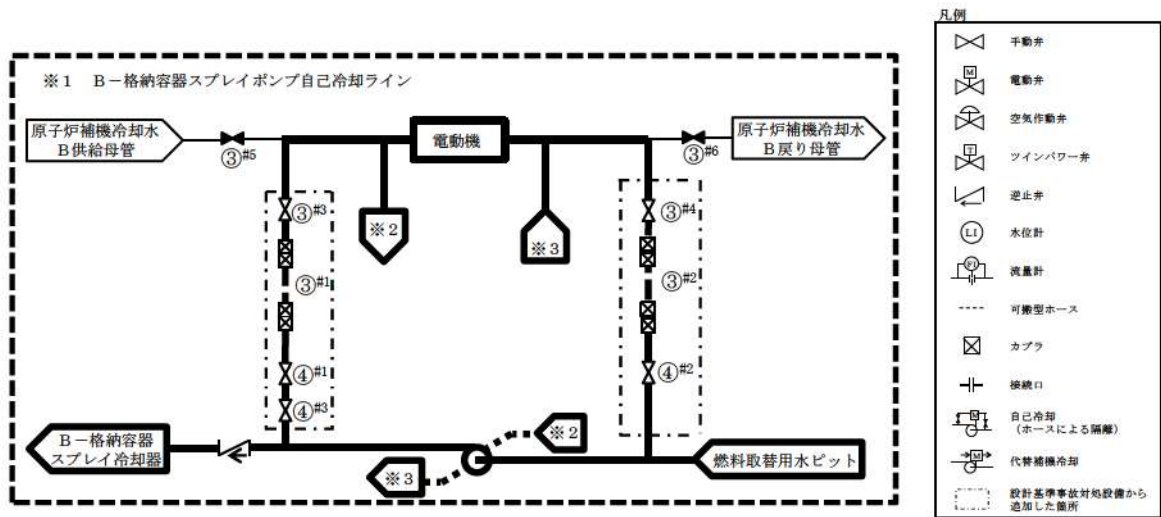 凡例
※1 B－格納容器スプレイポンプ自己冷却ライン
原子炉補機冷却水
B供給母管
③#5
電動機
③#6
原子炉補機冷却水
B戻り母管
③#3
※2
※3
③#4
③#1
③#2
④#1
④#2
④#3
B－格納容器
スプレイ冷却器
※2
※3
燃料取替用水ピット
手動弁
M
電動弁
空気作動弁
T
ツインパワー弁
逆止弁
LI
水位計
FI
流量計
可搬型ホース
カプラ
接続口
M
自己冷却
(ホースによる隔離)
M
代替補機冷却
設計基準事故対処設備から
追加した箇所